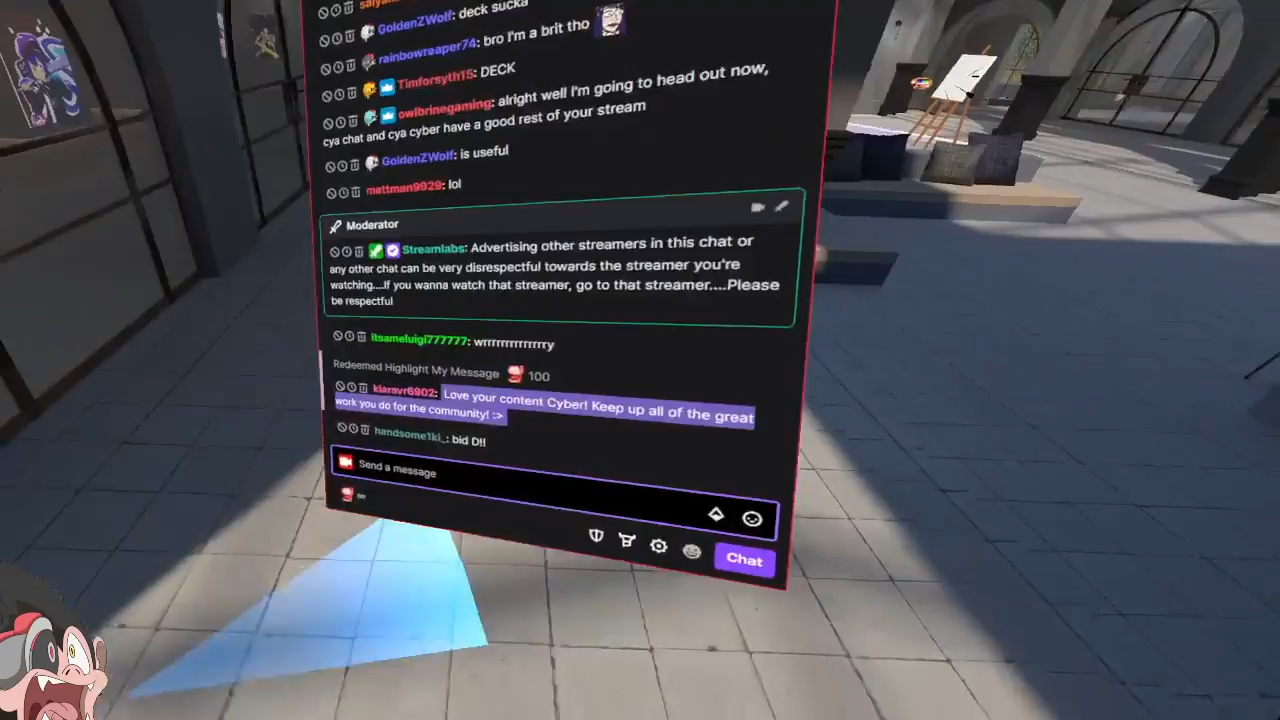 GoldenZWolf: deck sucka
rainbowreaper74: bro I'm a brit tho
Timforsyth15: DECK
owlbrinegaming: alright well I'm going to head out now,
cya chat and cya cyber have a good rest of your stream
GoldenZWolf: is useful
mattman9929: lol
Moderator
Streamlabs: Advertising other streamers in this chat or
any other chat can be very disrespectful towards the streamer you're
watching....If you wanna watch that streamer, go to that streamer....Please
be respectful
itsameluigi777777: wrrrrrrrrrrrrrry
Redeemed Highlight My Message 100
kiaravr6902: Love your content Cyber! Keep up all of the great
work you do for the community! :>
handsome1ki_: bid D!!
Send a message
Chat